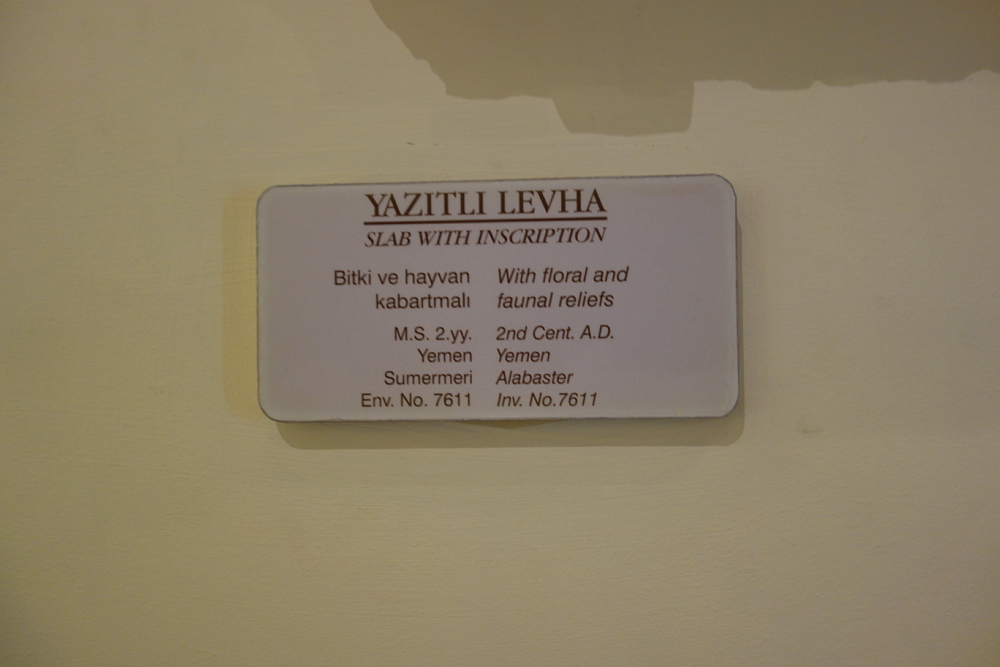 YAZITLI LEVHA
SLAB WITH INSCRIPTION
Bitki ve hayvan
kabartmalı
M.S. 2.yy.
Yemen
Sumermeri
Env. No. 7611
With floral and
faunal reliefs
2nd Cent. A.D.
Yemen
Alabaster
Inv. No.7611